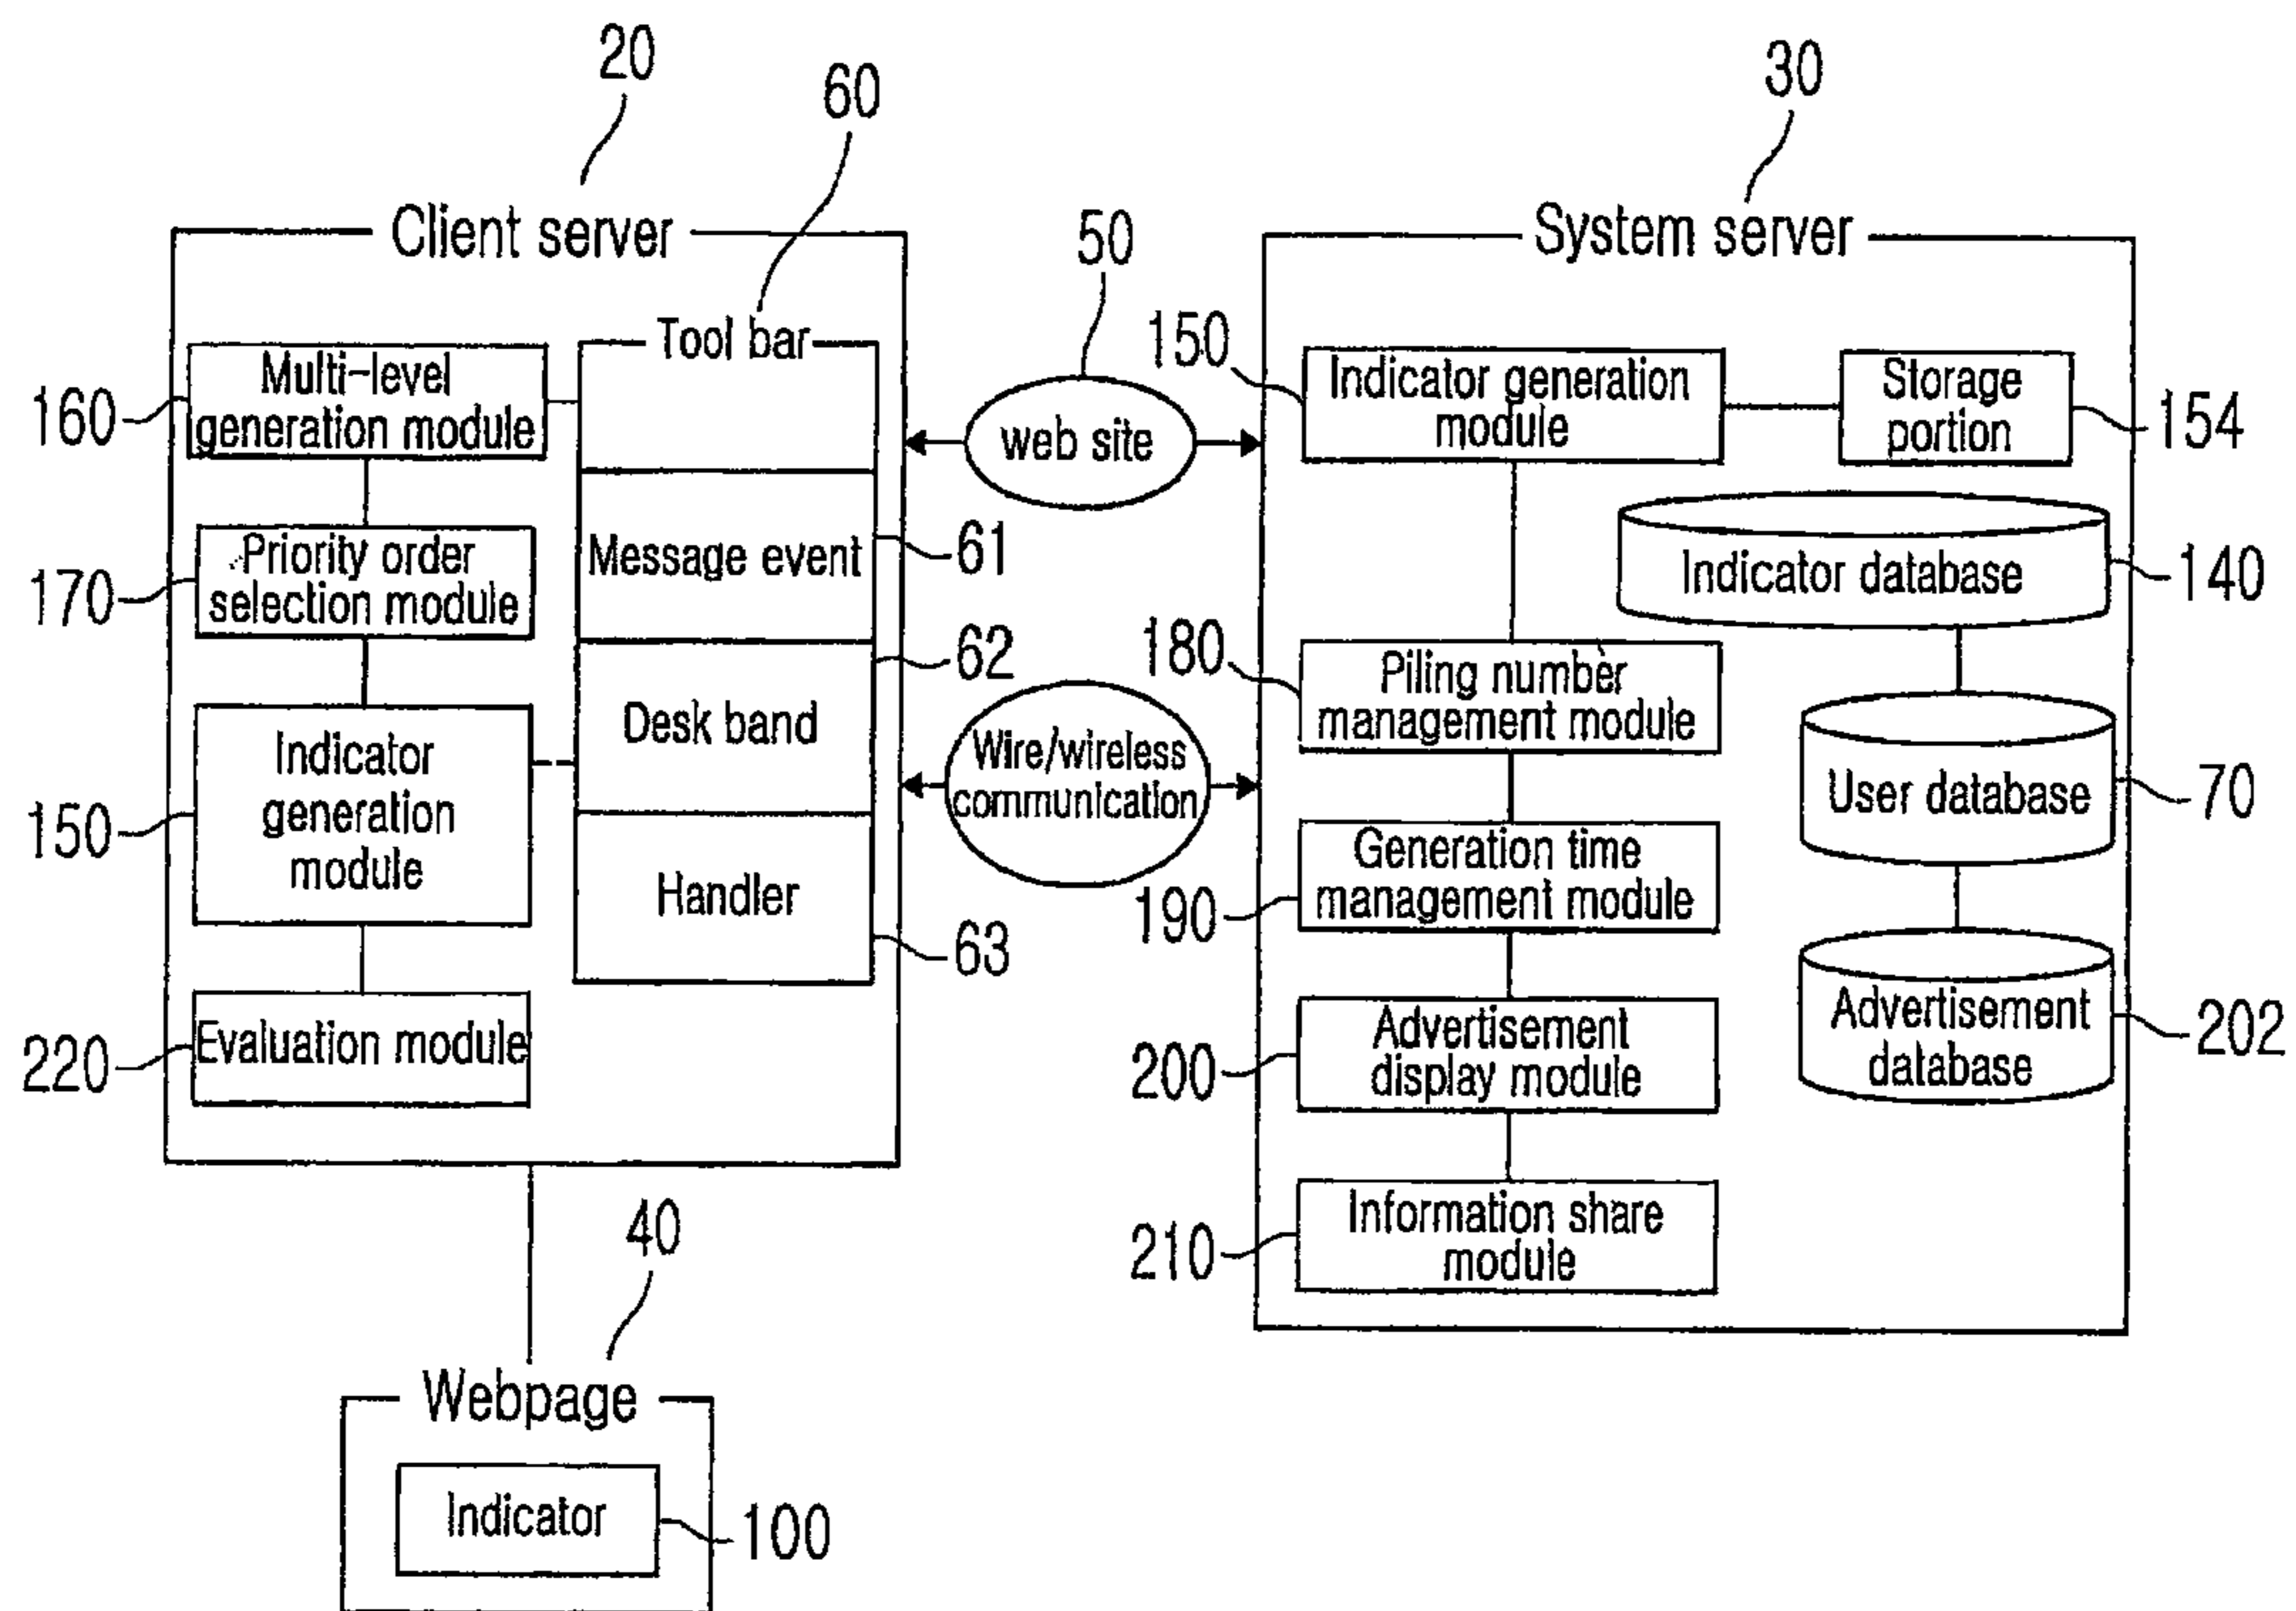 20
60
30
Client server
50
System server
Tool bar
150
Multi-level
generation module
160
Indicator generation
module
Storage
portion
154
web site
Message event
61
Priority order
selection module
170
Indicator database
140
62
180
Piling number
management module
Desk band
Wire/wireless
communication
Indicator
generation
module
150
User database
70
Generation time
management module
190
Handler
63
Evaluation module
220
Advertisement
display module
200
Advertisement
database
202
40
Information share
module
210
Webpage
Indicator
100